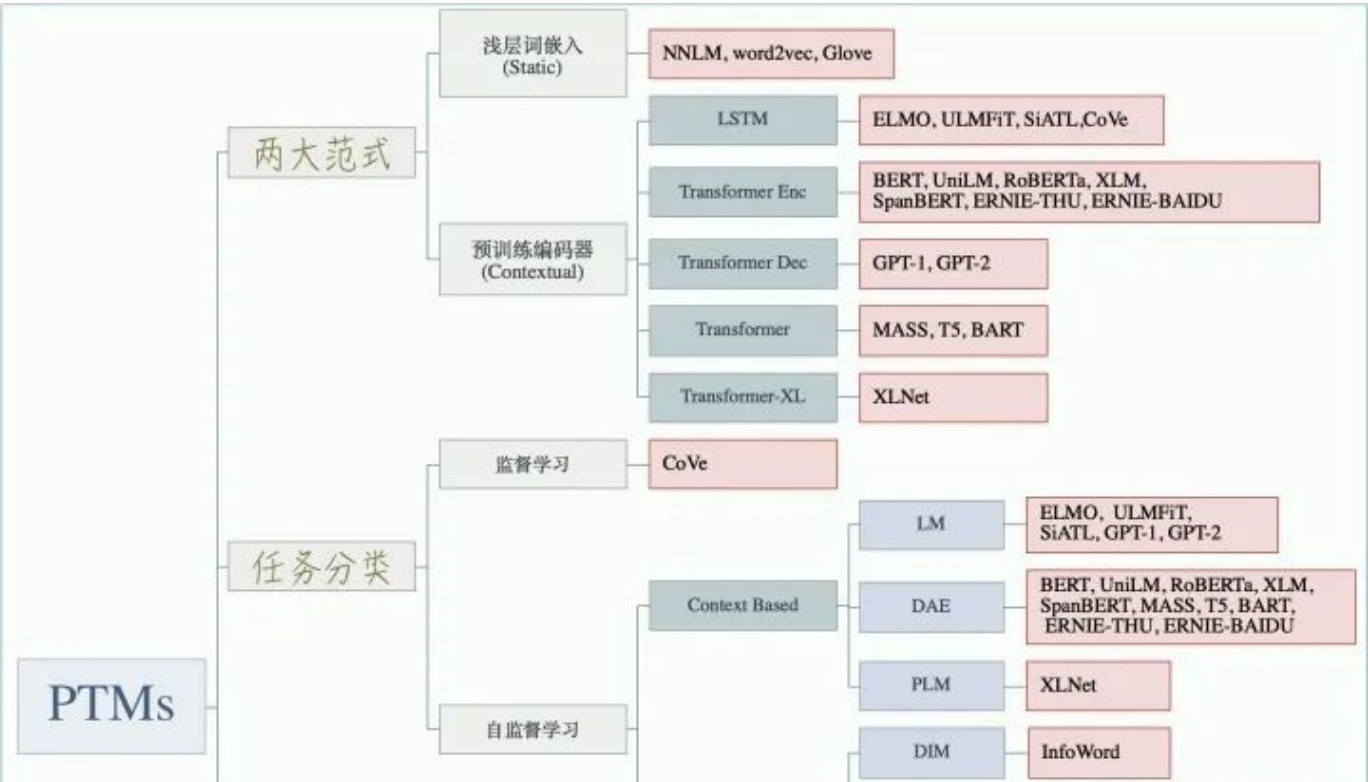 浅层词嵌入
(Static)
NNLM, word2vec, Glove
两大范式
LSTM
ELMO, ULMFiT, SiATL,CoVe
Transformer Enc
BERT, UniLM, RoBERTa, XLM,
SpanBERT, ERNIE-THU, ERNIE-BAIDU
预训练编码器
(Contextual)
Transformer Dec
GPT-1, GPT-2
Transformer
MASS, T5, BART
Transformer-XL
XLNet
监督学习
CoVe
任务分类
LM
ELMO, ULMFiT,
SiATL, GPT-1, GPT-2
Context Based
DAE
BERT, UniLM, RoBERTa, XLM,
SpanBERT, MASS, T5, BART,
ERNIE-THU, ERNIE-BAIDU
PLM
XLNet
PTMs
自监督学习
DIM
InfoWord